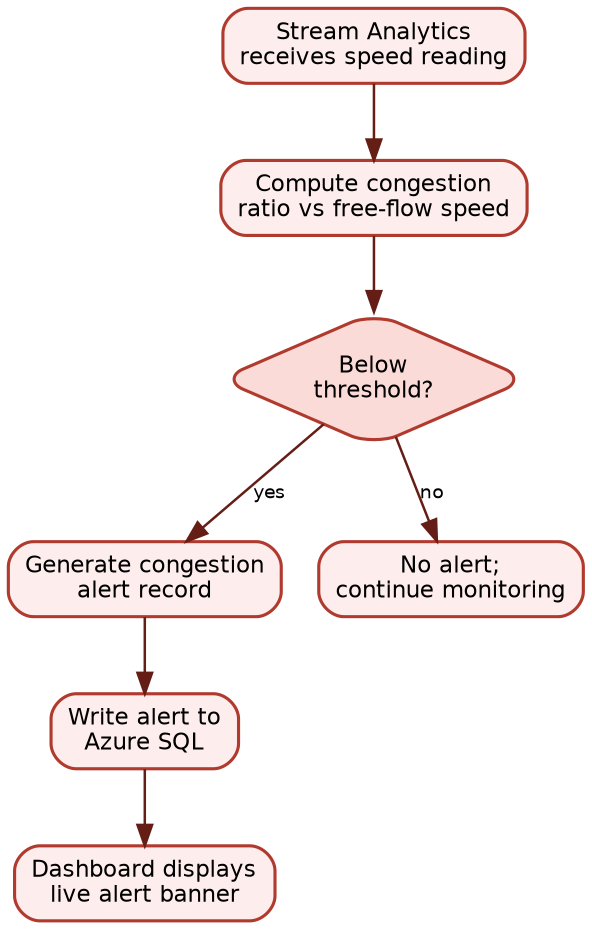 Stream Analytics
receives speed reading
Compute congestion
ratio vs free-flow speed
Below
threshold?
yes
no
Generate congestion
alert record
No alert;
continue monitoring
Write alert to
Azure SQL
Dashboard displays
live alert banner